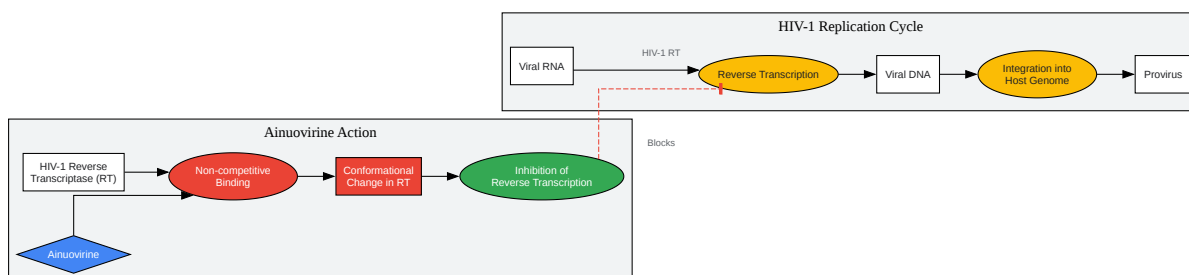 HIV-1 Replication Cycle
Viral RNA
HIV-1 RT
Reverse Transcription
Viral DNA
Integration into
Host Genome
Provirus
Blocks
Ainuovirine Action
HIV-1 Reverse
Transcriptase (RT)
Non-competitive
Binding
Conformational
Change in RT
Inhibition of
Reverse Transcription
Ainuovirine